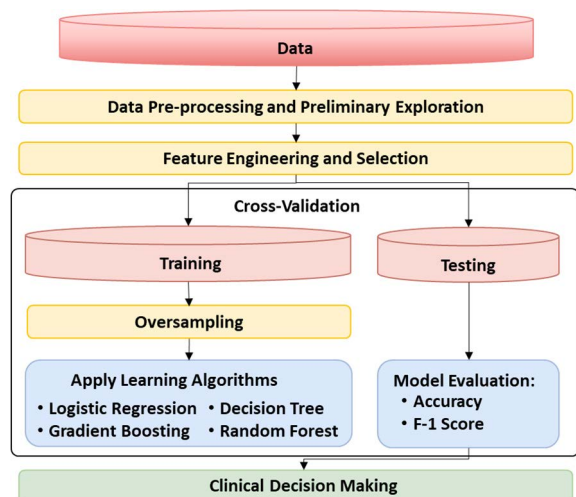 Data
Data Pre-processing and Preliminary Exploration
Feature Engineering and Selection
Cross-Validation
Training
Testing
Oversampling
Apply Learning Algorithms
• Logistic Regression • Decision Tree
• Gradient Boosting • Random Forest
Model Evaluation:
• Accuracy
• F-1 Score
Clinical Decision Making